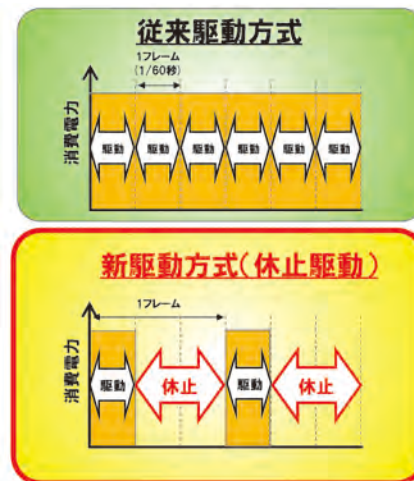 従来駆動方式
1フレーム
(1/60秒)
消費電力
駆動 駆動 駆動 駆動 駆動 駆動
新駆動方式(休止駆動)
1フレーム
消費電力
駆動 休止 駆動 休止